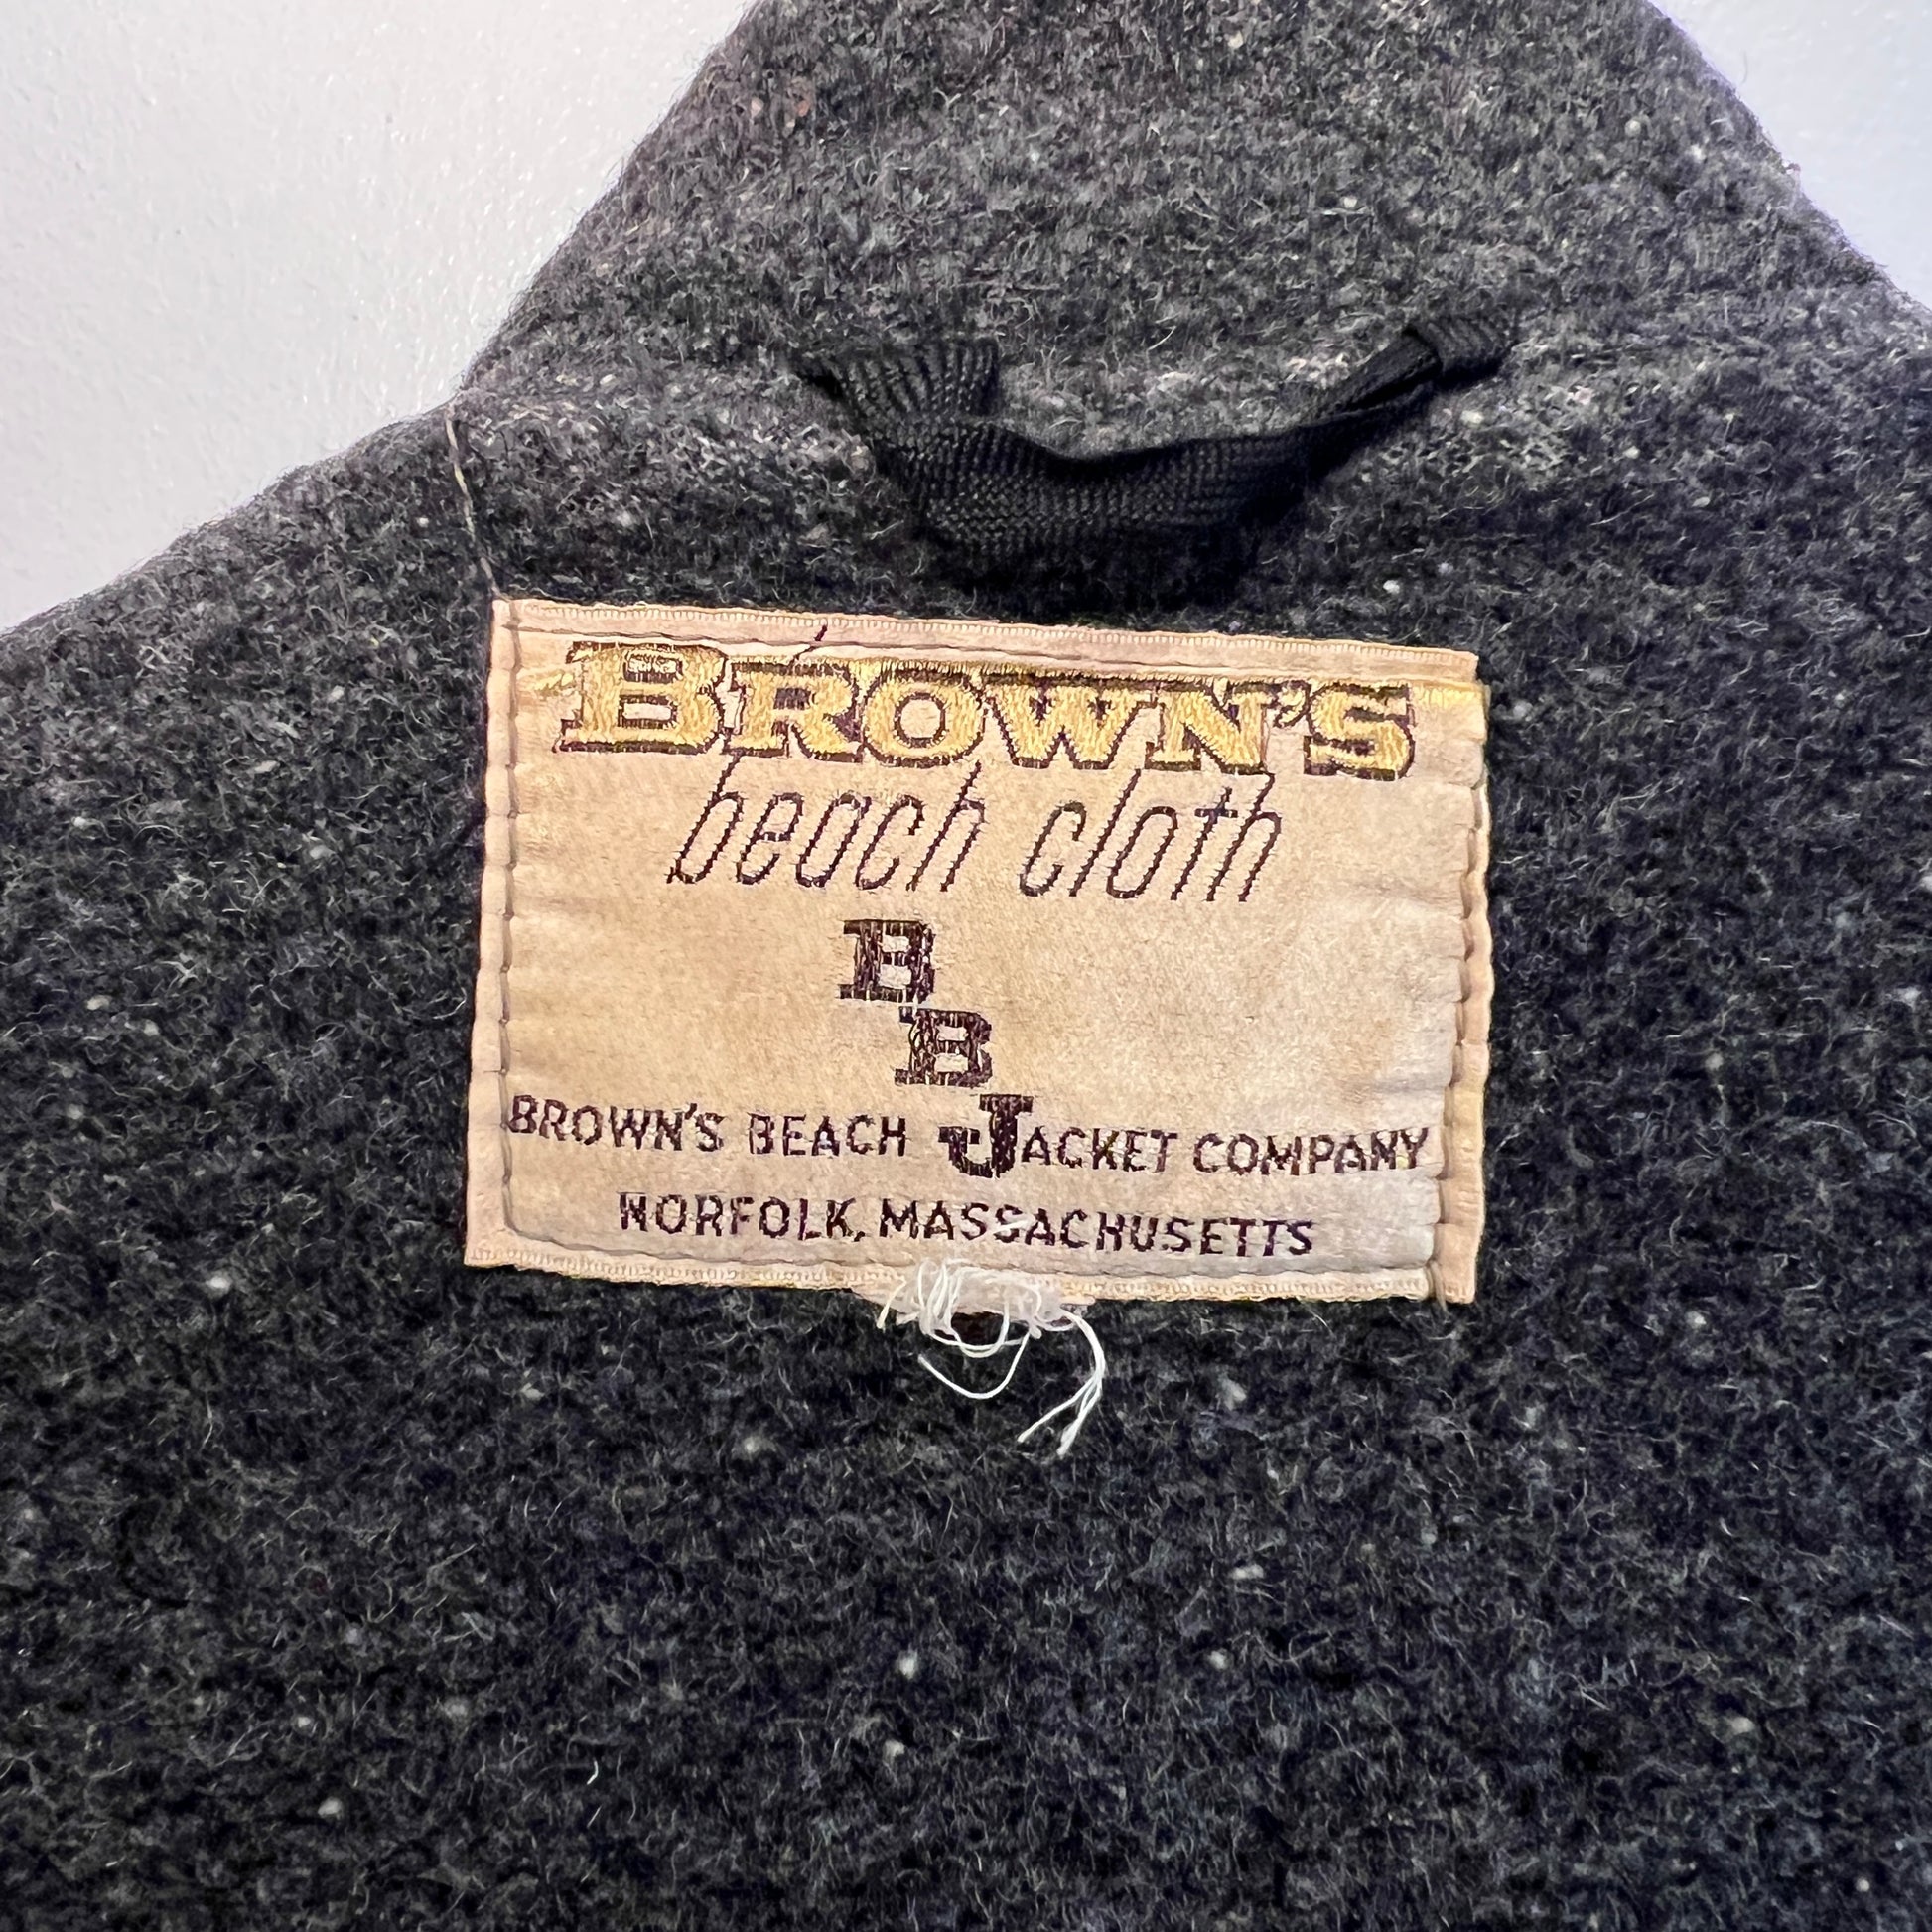 BROWN'S
beach cloth
B
B
BROWN'S BEACH JACKET COMPANY
NORFOLK, MASSACHUSETTS